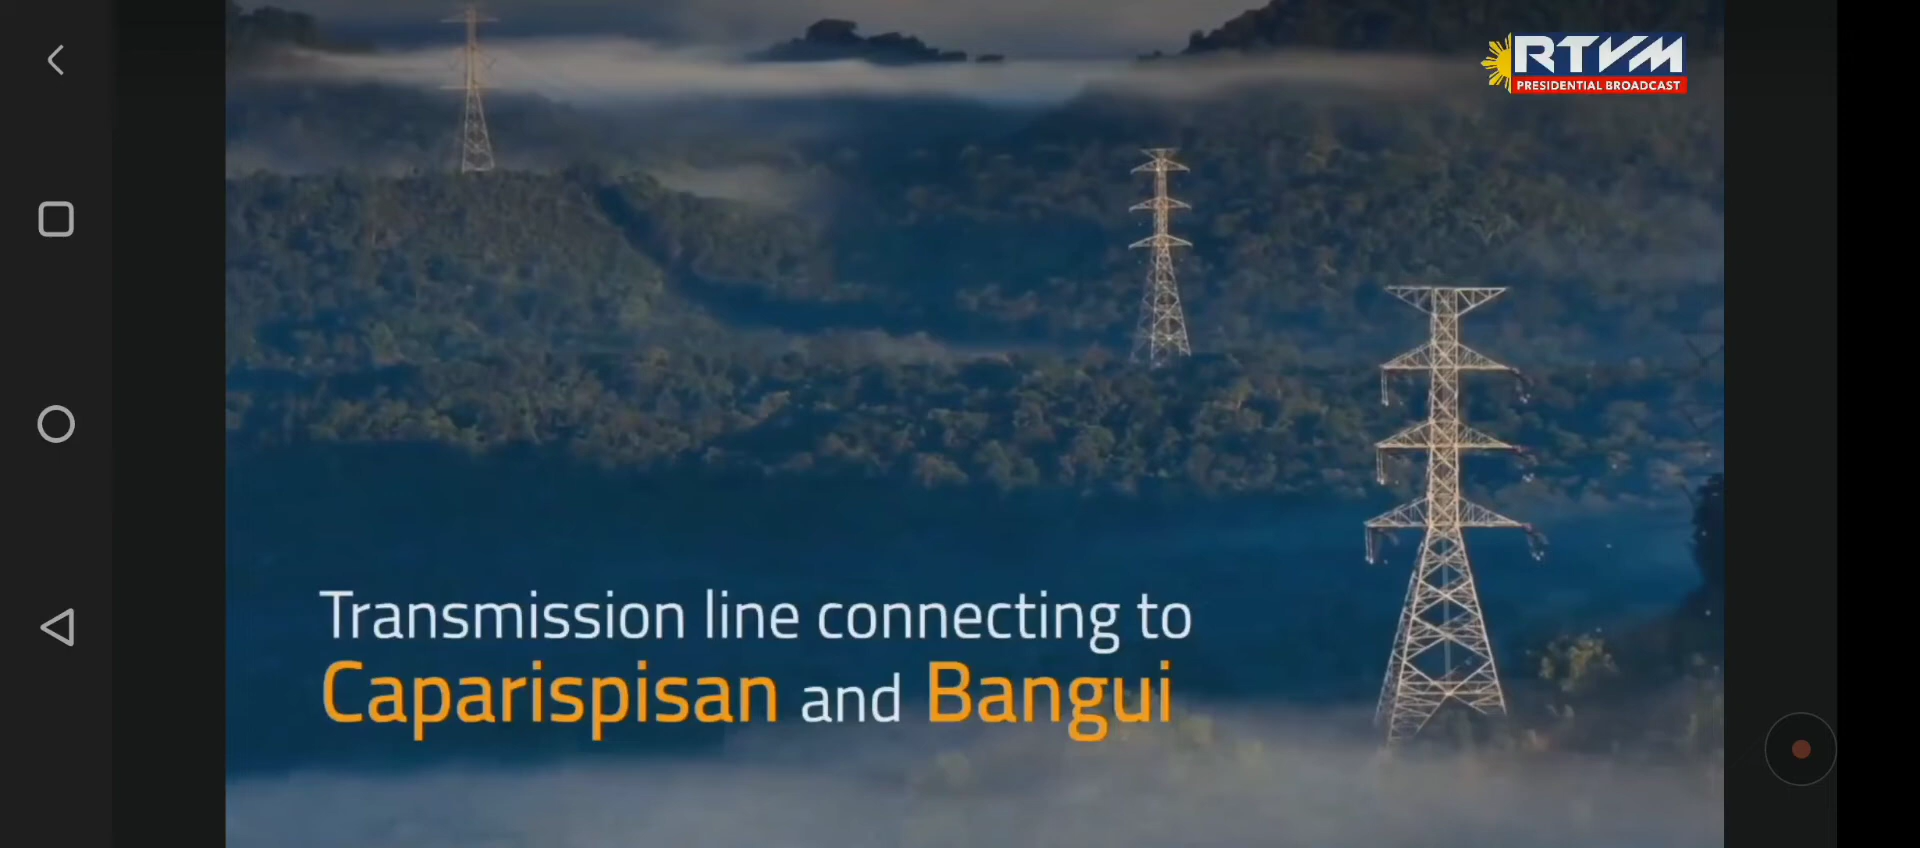 RTVM
PRESIDENTIAL BROADCAST
Transmission line connecting to
Caparispisan and Bangui